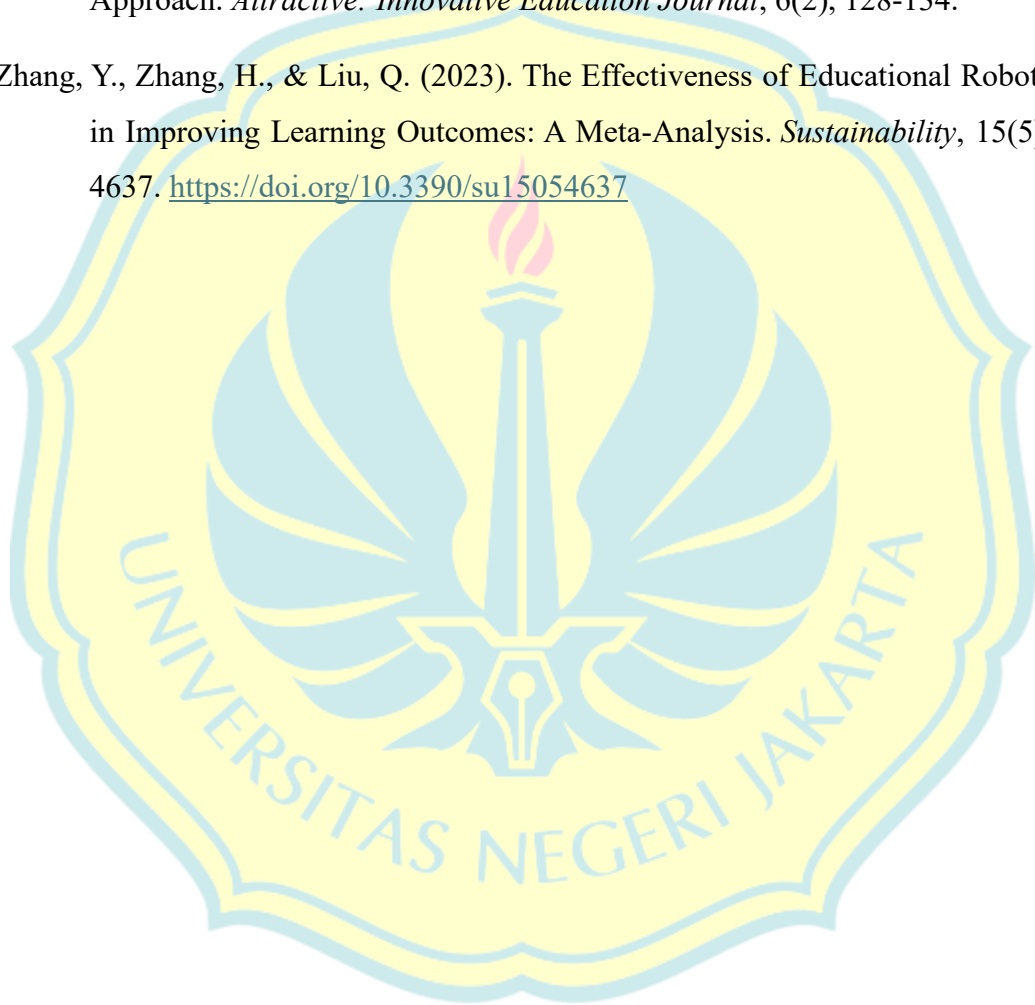 Approach. Attractive: Innovative Education Journal, 6(2), 128-134.
Zhang, Y., Zhang, H., & Liu, Q. (2023). The Effectiveness of Educational Robot
in Improving Learning Outcomes: A Meta-Analysis. Sustainability, 15(5)
4637. https://doi.org/10.3390/su15054637
UNIVERSITAS NEGERI JAKARTA